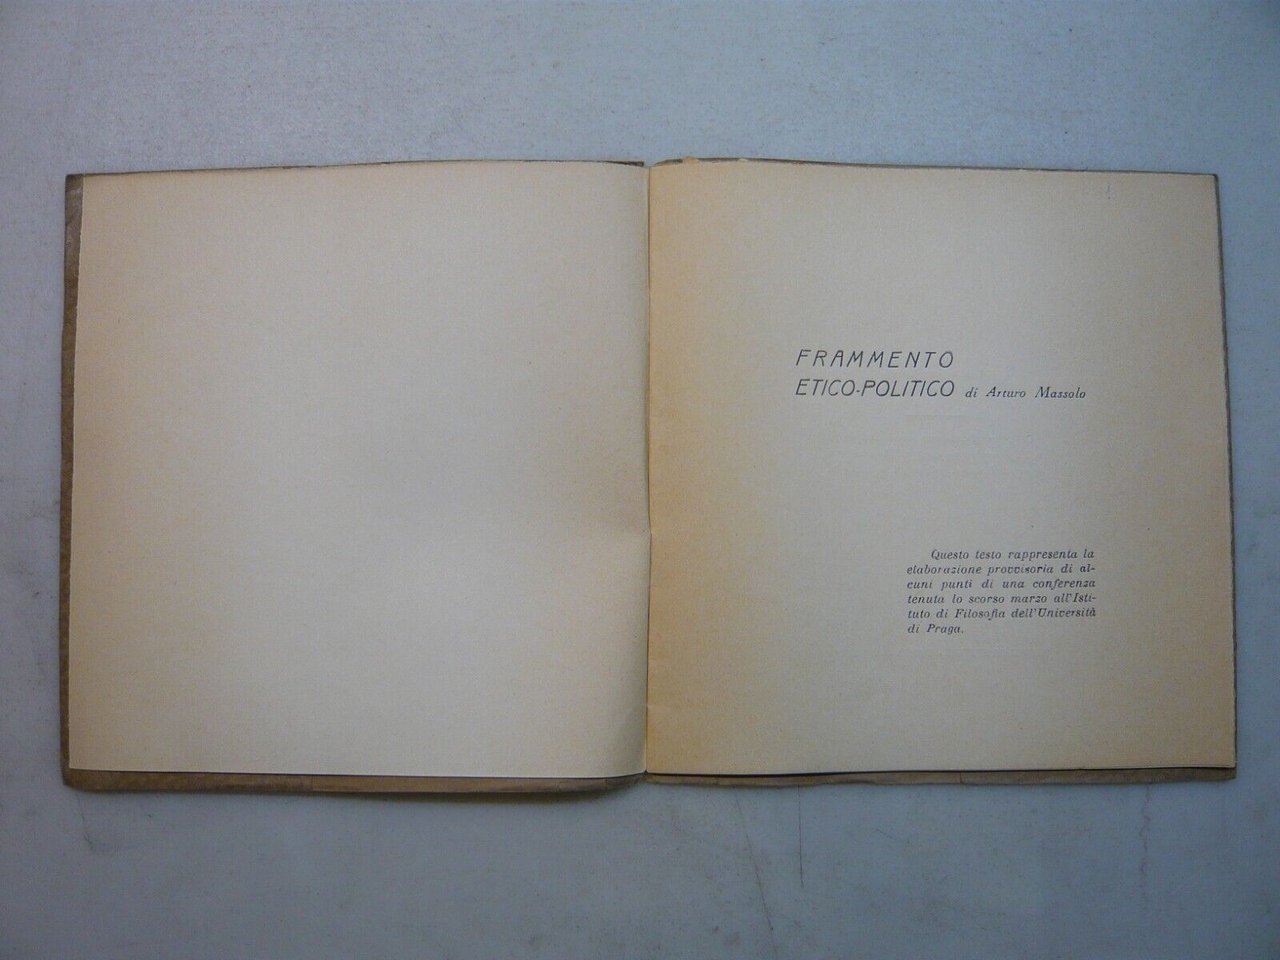 FRAMMENTO
ETICO-POLITICO di Arturo Massolo
Questo testo rappresenta la
elaborazione provvisoria di al-
cuni punti di una conferenza
tenuta lo scorso marzo all'Isti-
tuto di Filosofia dell'Università
di Praga.